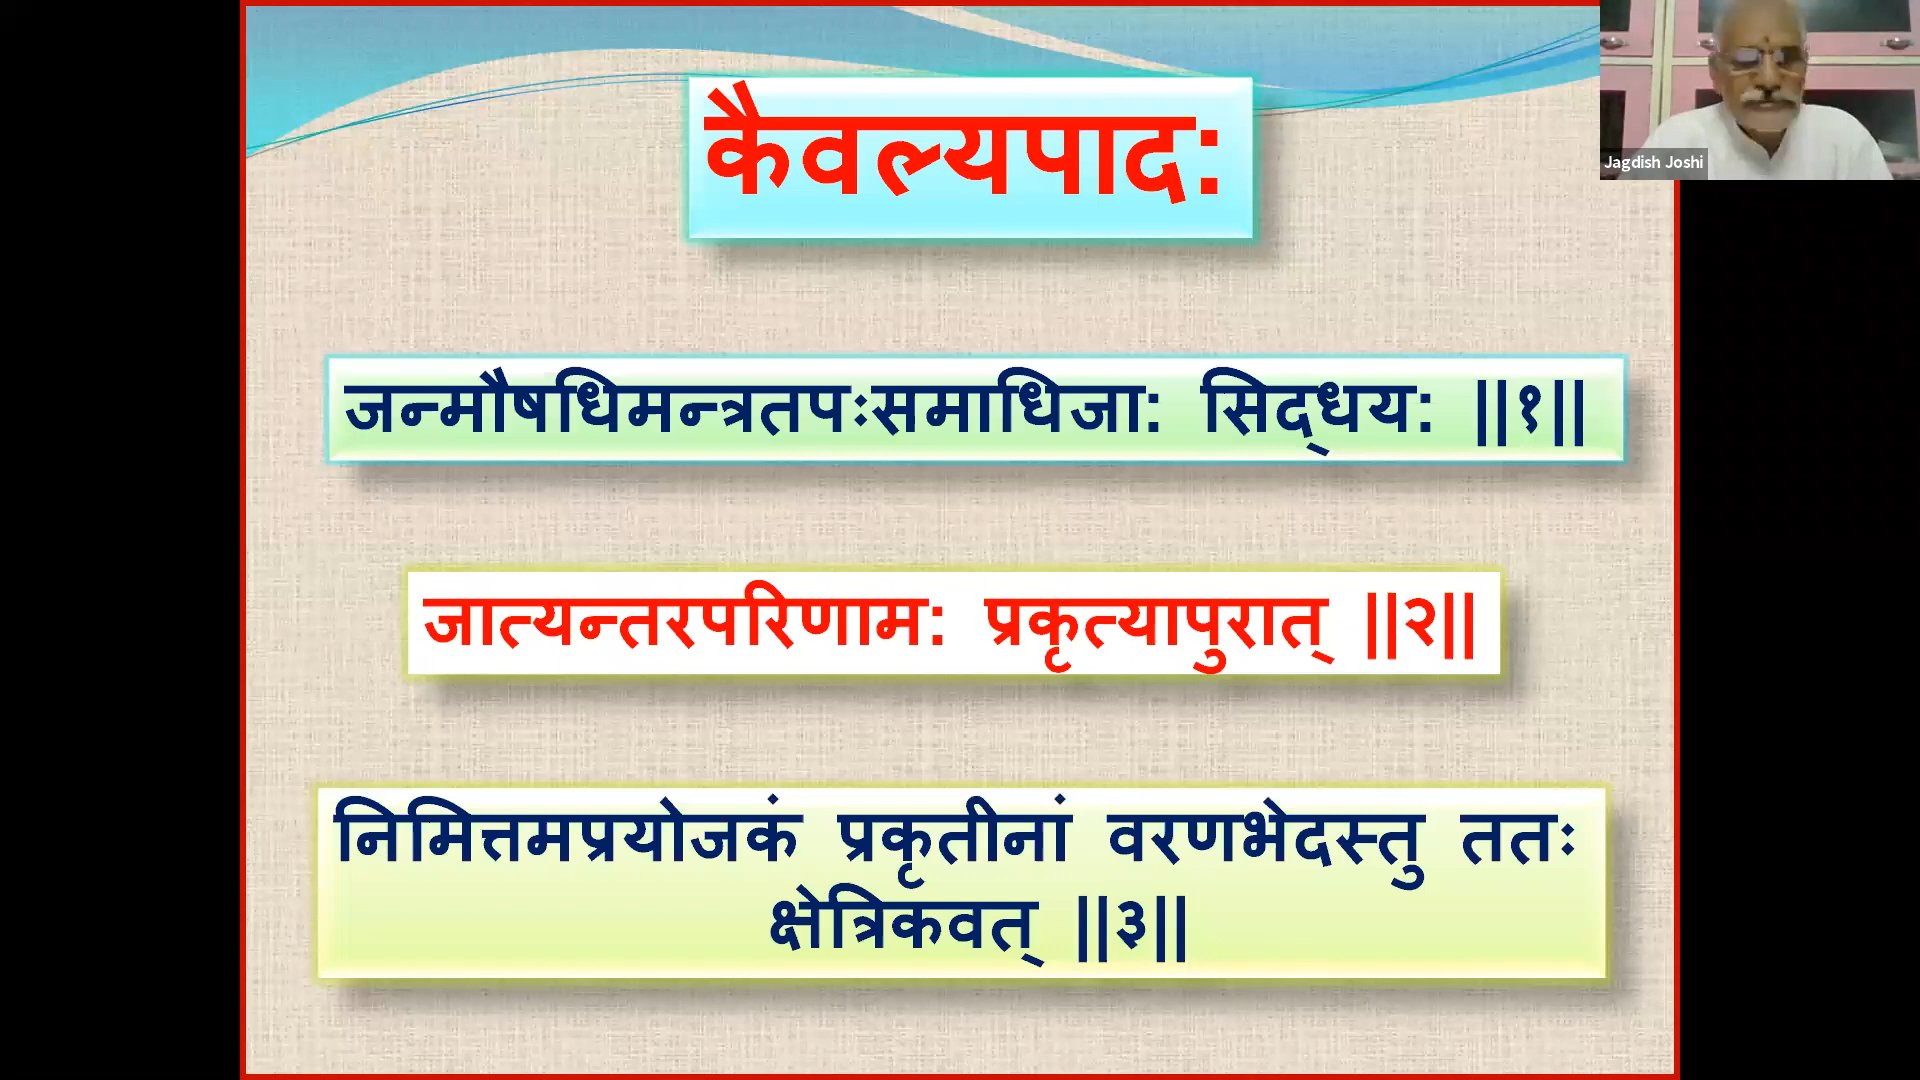 कैवल्यपाद:
Jagdish Joshi
जन्मौषधिमन्त्रतपःसमाधिजा: सिद्‌धय: ||१||
जात्यन्तरपरिणाम: प्रकृत्यापुरात् ||२||
निमित्तमप्रयोजकं प्रकृतीनां वरणभेदस्तु ततः
क्षेत्रिकवत् ||३||